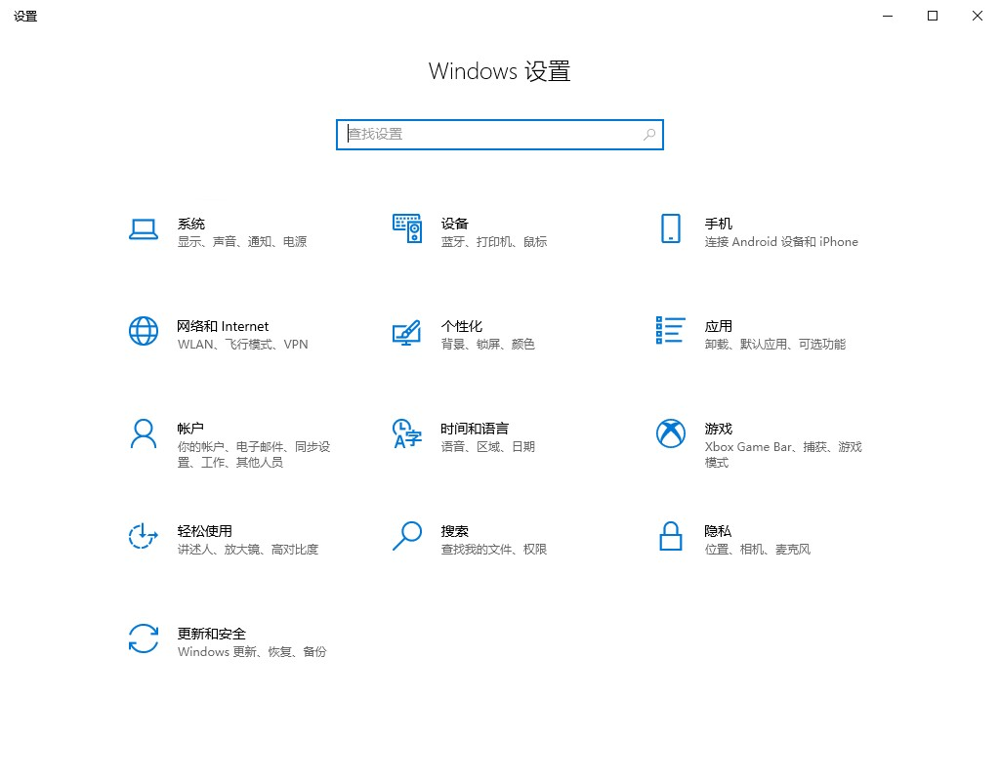 设置
Windows 设置
查找设置
系统
显示、声音、通知、电源
设备
蓝牙、打印机、鼠标
手机
连接 Android 设备和 iPhone
网络和 Internet
WLAN、飞行模式、VPN
个性化
背景、锁屏、颜色
应用
卸载、默认应用、可选功能
帐户
你的帐户、电子邮件、同步设
置、工作、其他人员
时间和语言
语音、区域、日期
游戏
Xbox Game Bar、捕获、游戏
模式
轻松使用
讲述人、放大镜、高对比度
搜索
查找我的文件、权限
隐私
位置、相机、麦克风
更新和安全
Windows 更新、恢复、备份